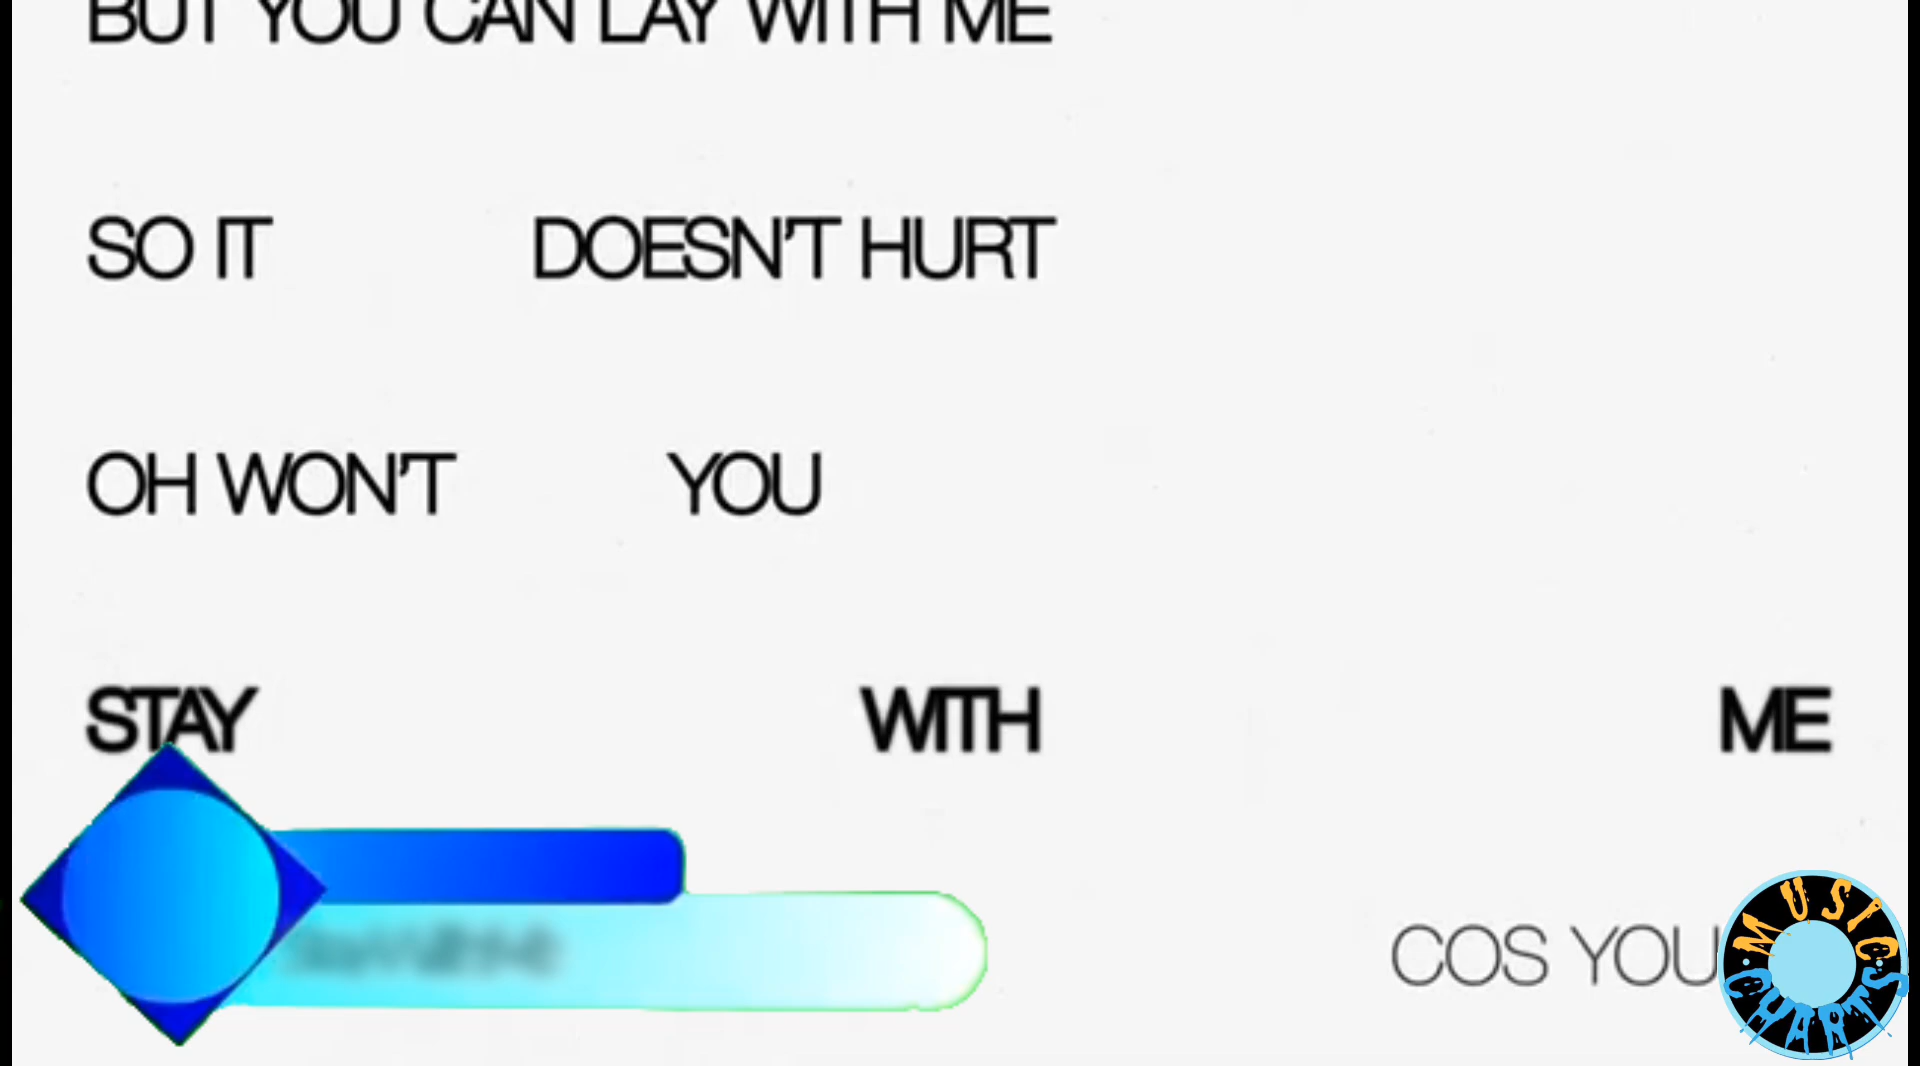 BUT YOU CAN LAY WITH ME
SO IT DOESN'T HURT
OH WON'T YOU
STAY WITH ME
COS YOU
MUSIC CHARTS